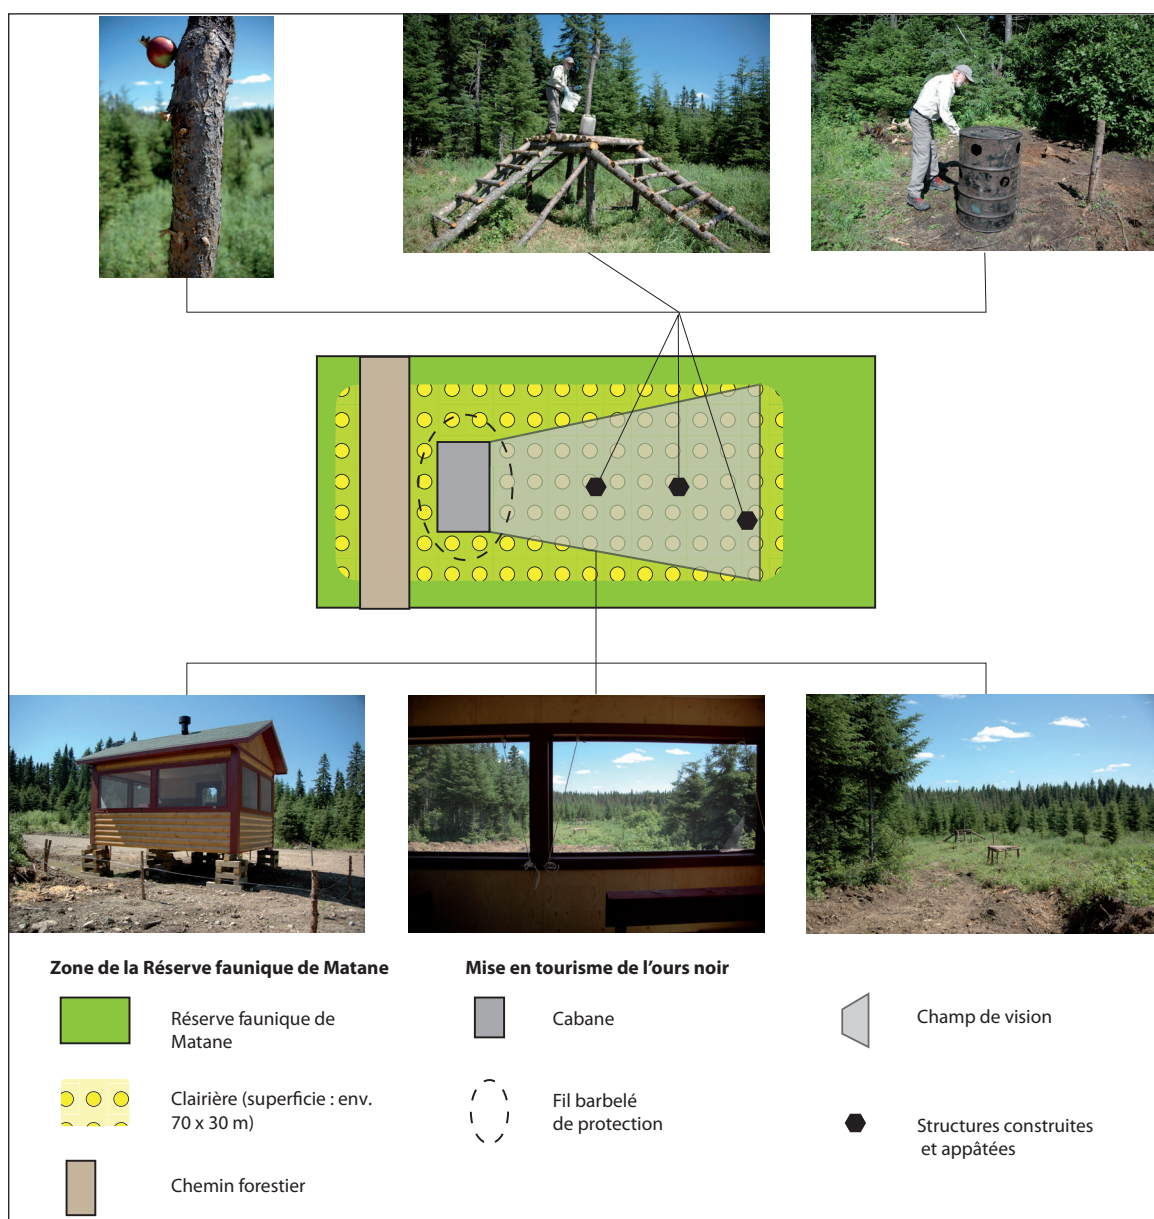 Zone de la Réserve faunique de Matane
Réserve faunique de
Matane
Clairière (superficie : env.
70 x 30 m)
Chemin forestier
Mise en tourisme de l’ours noir
Cabane
Fil barbelé
de protection
Champ de vision
Structures construites
et appâtées